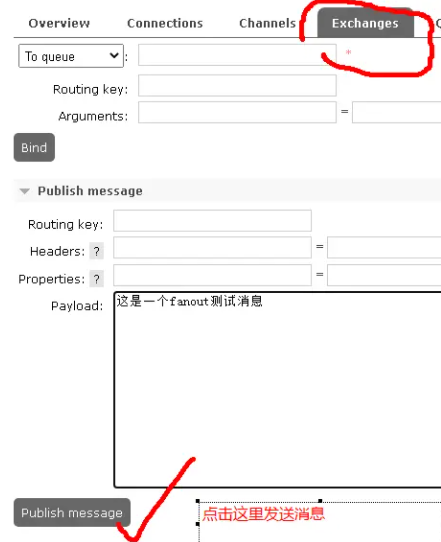 Overview Connections Channels Exchanges
To queue : *
Routing key:
Arguments: =
Bind
Publish message
Routing key:
Headers: ? =
Properties: ? =
Payload: 这是一个fanout测试消息
Publish message 点击这里发送消息